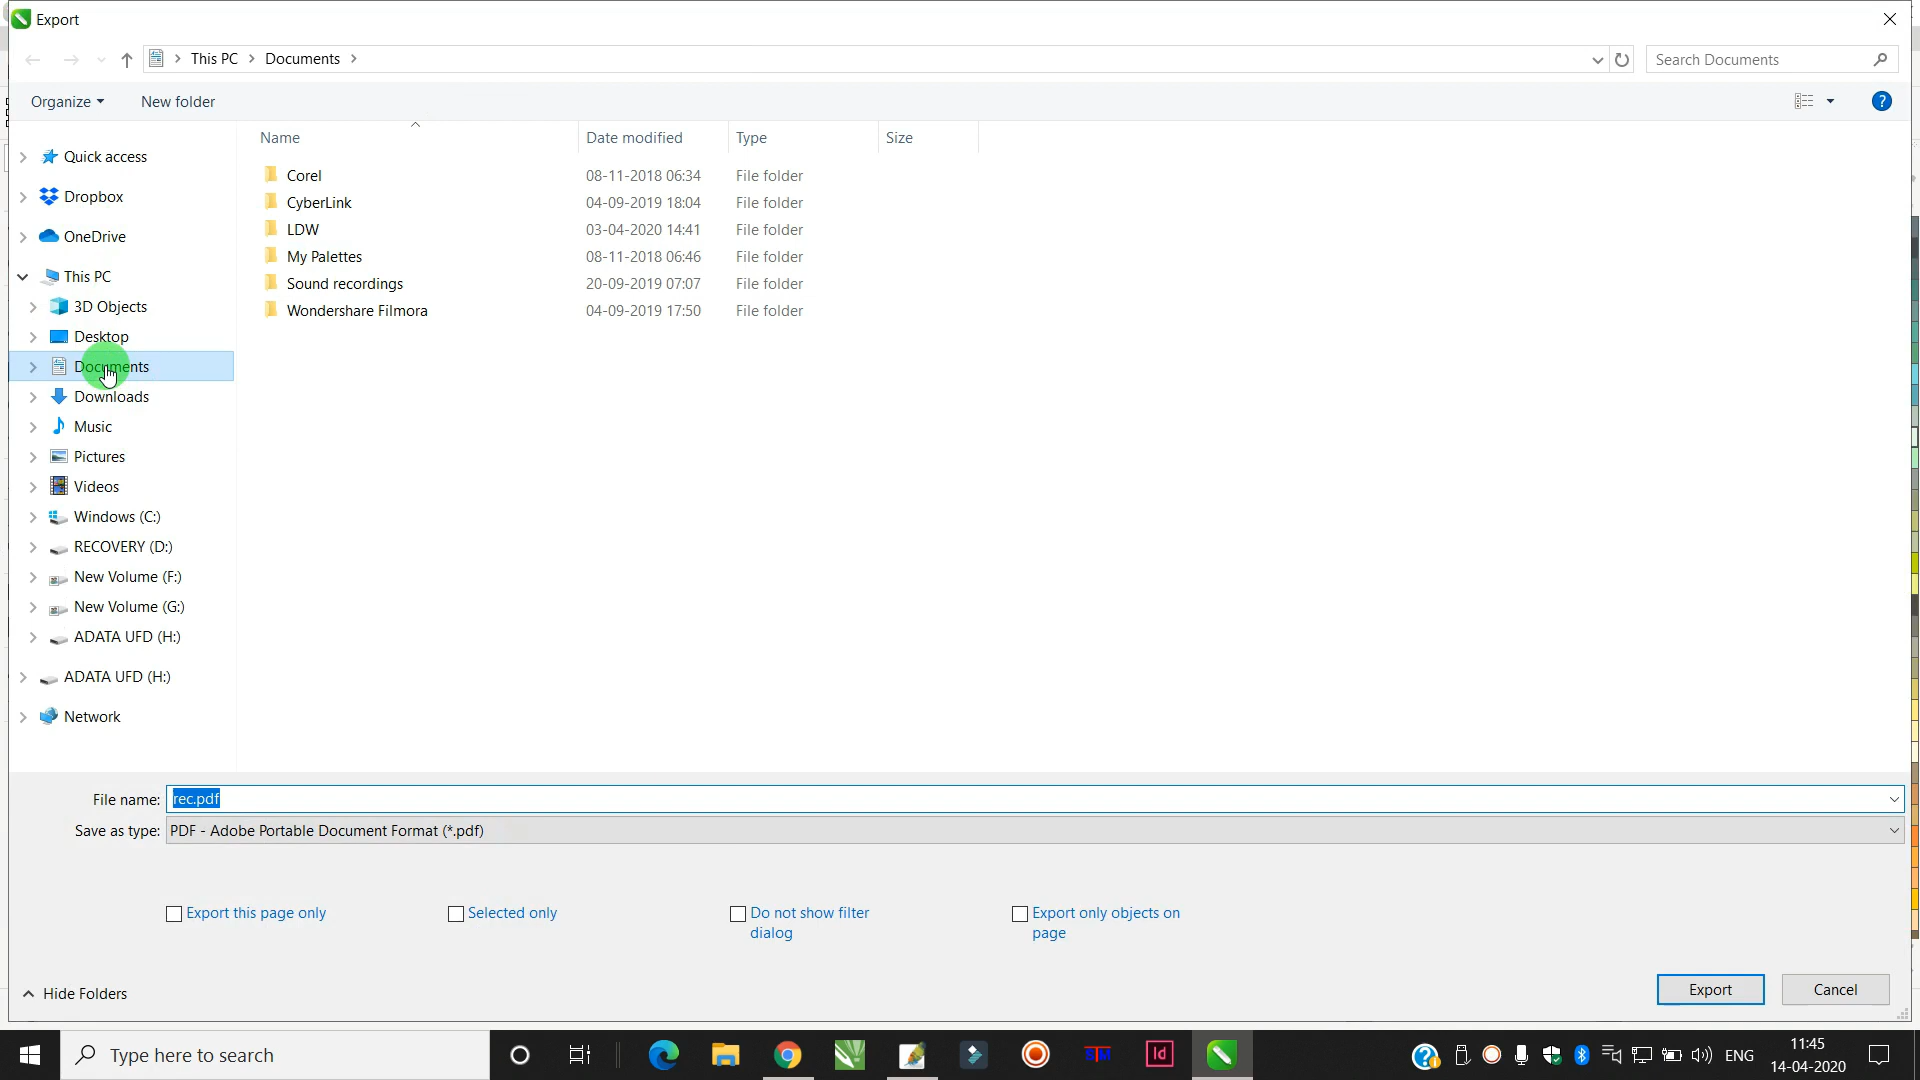 Export
This PC > Documents >
Search Documents
Organize
New folder
?
Name
Date modified
Type
Size
Quick access
Dropbox
OneDrive
This PC
3D Objects
Desktop
Documents
Downloads
Music
Pictures
Videos
Windows (C:)
RECOVERY (D:)
New Volume (F:)
New Volume (G:)
ADATA UFD (H:)
ADATA UFD (H:)
Network
Corel 08-11-2018 06:34 File folder
CyberLink 04-09-2019 18:04 File folder
LDW 03-04-2020 14:41 File folder
My Palettes 08-11-2018 06:46 File folder
Sound recordings 20-09-2019 07:07 File folder
Wondershare Filmora 04-09-2019 17:50 File folder
File name: rec.pdf
Save as type: PDF - Adobe Portable Document Format (*.pdf)
Export this page only
Selected only
Do not show filter
dialog
Export only objects on
page
Hide Folders
Export
Cancel
Type here to search
STM
Id
?
ENG
11:45
14-04-2020